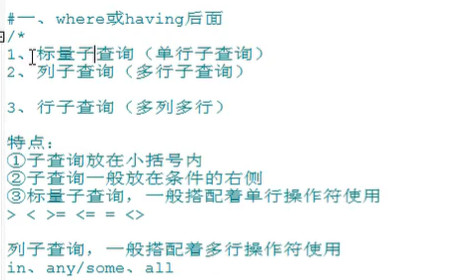 #一、where或having后面
/*
1、标量子查询（单行子查询）
2、列子查询（多行子查询）
3、行子查询（多列多行）
特点：
①子查询放在小括号内
②子查询一般放在条件的右侧
③标量子查询，一般搭配着单行操作符使用
> < >= <= = <>
列子查询，一般搭配着多行操作符使用
in、any/some、all